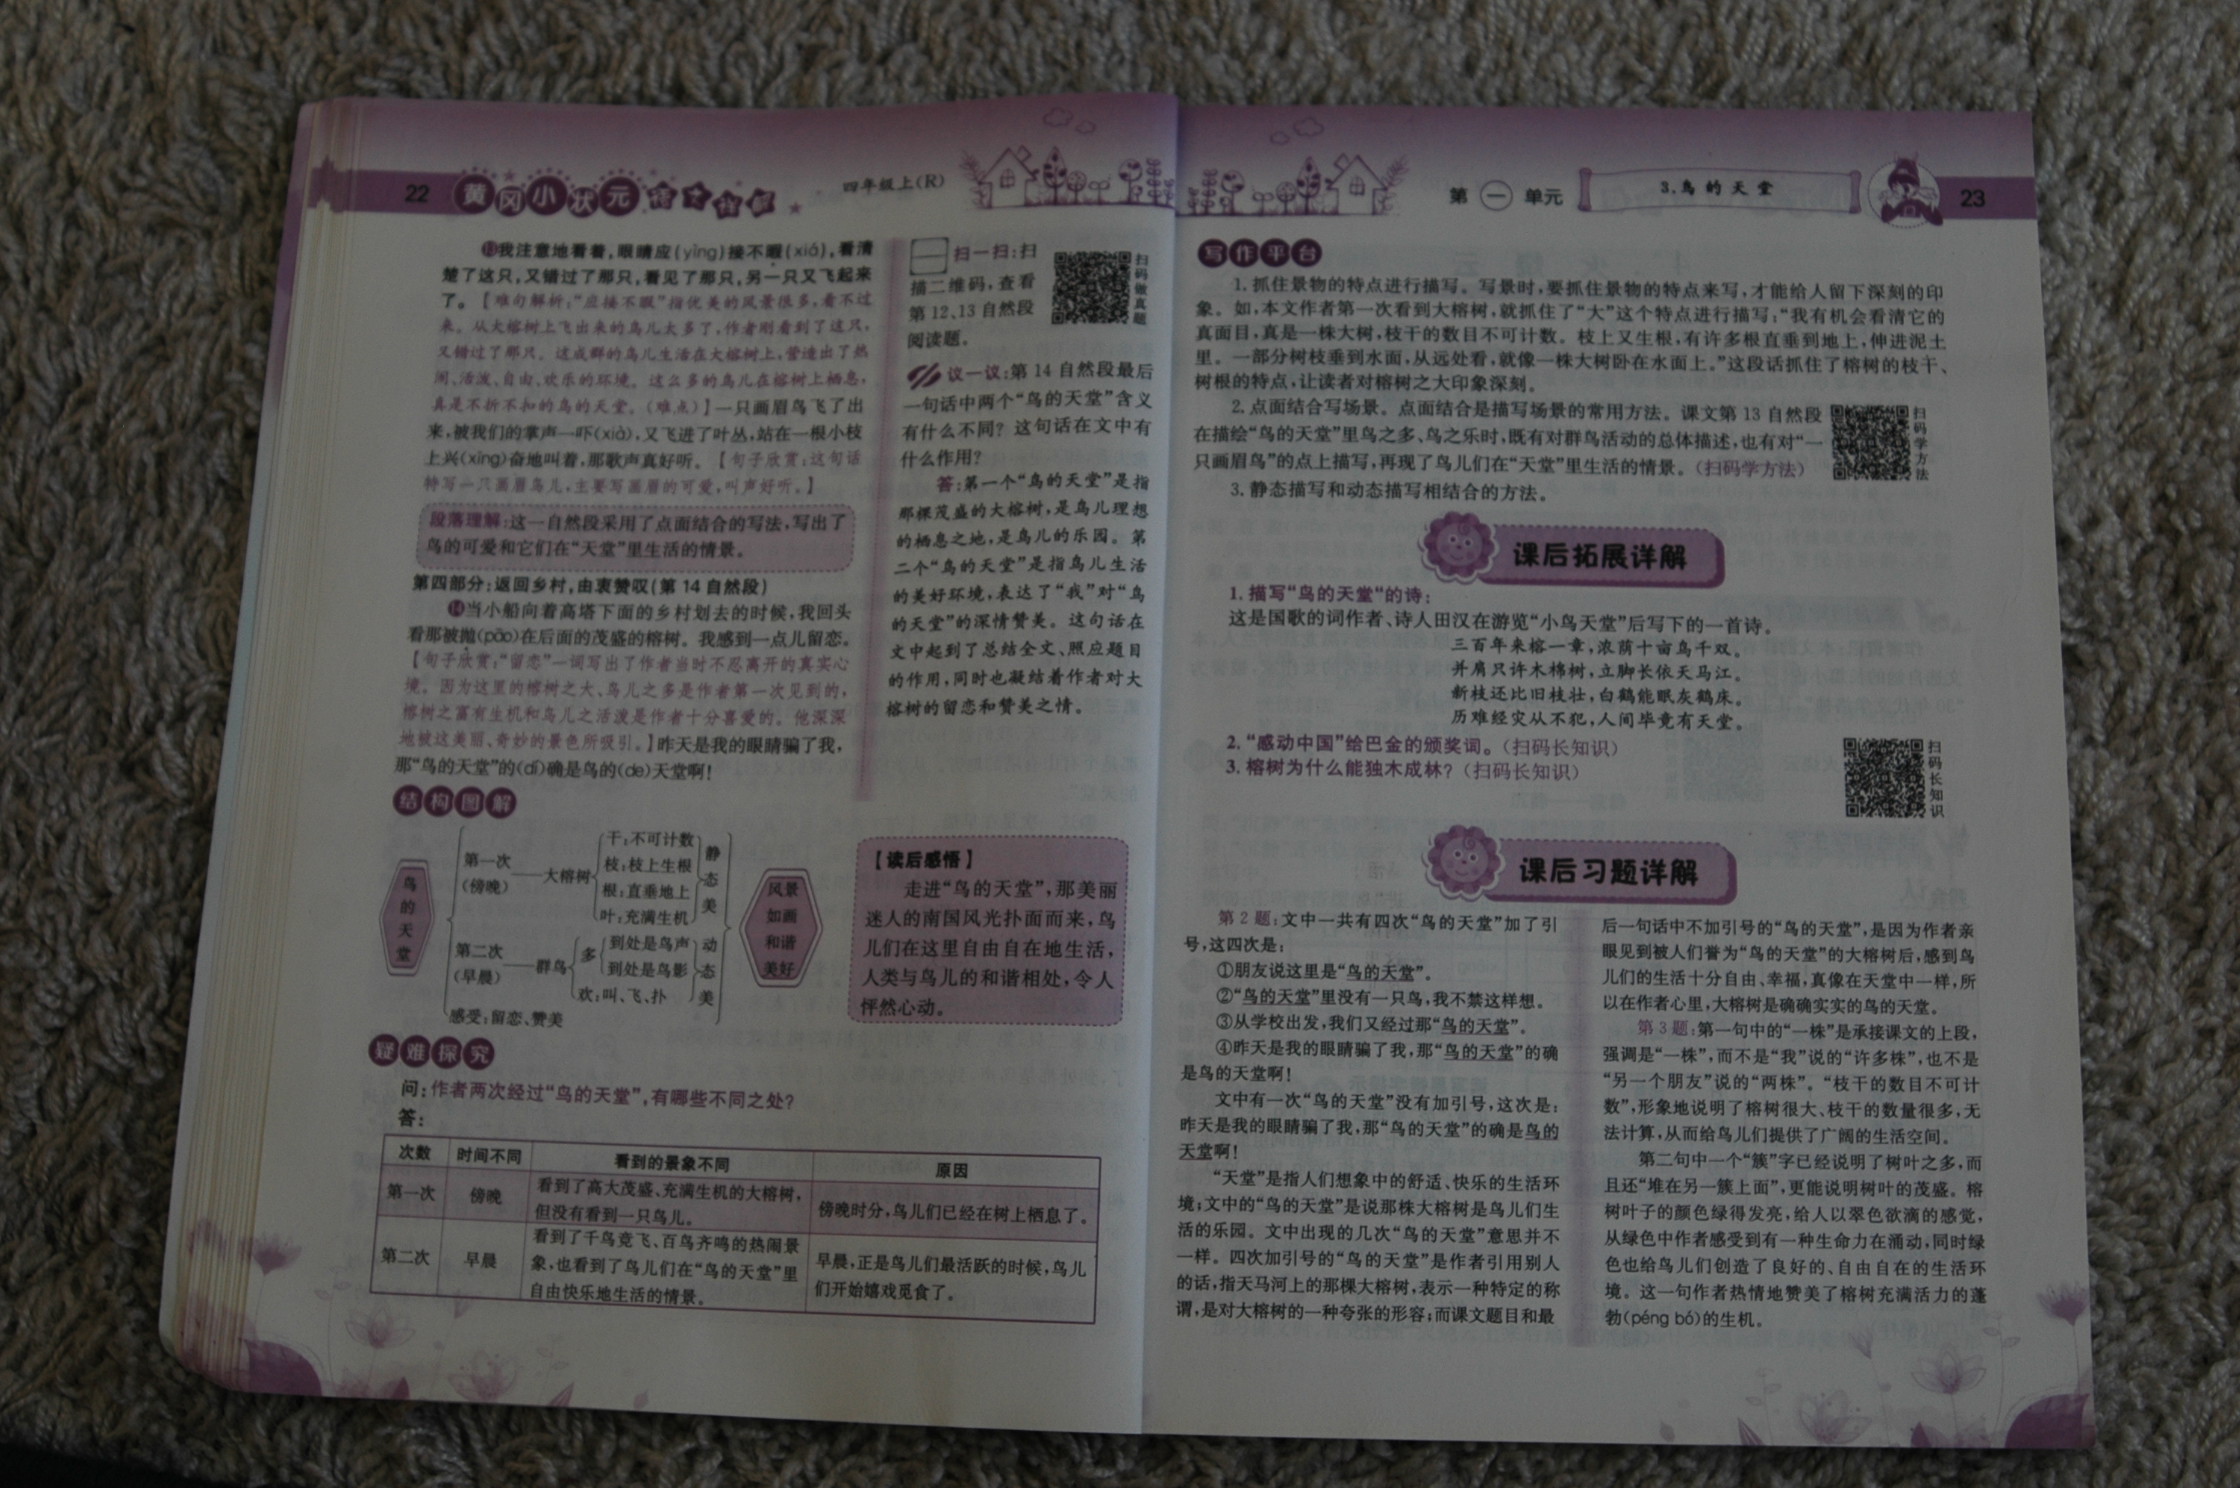 22 黄冈小状元 四年级上(R)
⑬我注意地看着,眼睛应(yìng)接不暇(xiá),看清
楚了这只,又错过了那只,看见了那只,另一只又飞起来
了。【难句解析:“应接不暇”指优美的风景很多,看不过
来。从大榕树上飞出来的鸟儿太多了,作者刚看到了这只,
又错过了那只。这成群的鸟儿生活在大榕树上,营造出了热
闹、活泼、自由、欢乐的环境。这么多的鸟儿在榕树上栖息,
真是不折不扣的鸟的天堂。(难点)】一只画眉鸟飞了出
来,被我们的掌声一吓(xià),又飞进了叶丛,站在一根小枝
上兴(xīng)奋地叫着,那歌声真好听。【句子欣赏:这句话
特写一只画眉鸟儿,主要写画眉的可爱,叫声好听。】
段落理解:这一自然段采用了点面结合的写法,写出了
鸟的可爱和它们在“天堂”里生活的情景。
第四部分:返回乡村,由衷赞叹(第 14 自然段)
⑭当小船向着高塔下面的乡村划去的时候,我回头
看那被抛(pāo)在后面的茂盛的榕树。我感到一点儿留恋。
【句子欣赏:“留恋”一词写出了作者当时不愿离开的真实心
境。因为这里的榕树之大、鸟儿之多是作者第一次见到的,
榕树之富有生机和鸟儿之活泼是作者十分喜爱的。他深深
地被这美丽、奇妙的景色所吸引。】昨天是我的眼睛骗了我,
那“鸟的天堂”的(dí)确是鸟的(de)天堂啊!
扫一扫:扫
描二维码,查看
第 12、13 自然段
阅读题。
扫码做真题
议一议:第 14 自然段最后
一句话中两个“鸟的天堂”含义
有什么不同?这句话在文中有
什么作用?
答:第一个“鸟的天堂”是指
那棵茂盛的大榕树,是鸟儿理想
的栖息之地,是鸟儿的乐园。第
二个“鸟的天堂”是指鸟儿生活
的美好环境,表达了“我”对“鸟
的天堂”的深情赞美。这句话在
文中起到了总结全文、照应题目
的作用,同时也凝结着作者对大
榕树的留恋和赞美之情。
结构图解
鸟的天堂
第一次
(傍晚)
大榕树
干:不可计数
枝:枝上生根
根:直垂地上
叶:充满生机
静态美
第二次
(早晨)
群鸟
多
到处是鸟声
到处是鸟影
欢:叫、飞、扑
动态美
感受:留恋、赞美
风景如画
和谐美好
【读后感悟】
走进“鸟的天堂”,那美丽
迷人的南国风光扑面而来,鸟
儿们在这里自由自在地生活,
人类与鸟儿的和谐相处,令人
怦然心动。
疑难探究
问:作者两次经过“鸟的天堂”,有哪些不同之处?
答:
次数 时间不同 看到的景象不同 原因
第一次 傍晚 看到了高大茂盛、充满生机的大榕树,
但没有看到一只鸟儿。 傍晚时分,鸟儿们已经在树上栖息了。
第二次 早晨 看到了千鸟竞飞、百鸟齐鸣的热闹景
象,也看到了鸟儿们在“鸟的天堂”里
自由快乐地生活的情景。 早晨,正是鸟儿们最活跃的时候,鸟儿
们开始嬉戏觅食了。
第一单元 3.鸟的天堂 23
写作平台
1. 抓住景物的特点进行描写。写景时,要抓住景物的特点来写,才能给人留下深刻的印
象。如,本文作者第一次看到大榕树,就抓住了“大”这个特点进行描写:“我有机会看清它的
真面目,真是一株大树,枝干的数目不可计数。枝上又生根,有许多根直垂到地上,伸进泥土
里。一部分树枝垂到水面,从远处看,就像一株大树卧在水面上。”这段话抓住了榕树的枝干、
树根的特点,让读者对榕树之大印象深刻。
2. 点面结合写场景。点面结合是描写场景的常用方法。课文第 13 自然段
在描绘“鸟的天堂”里鸟之多、鸟之乐时,既有对群鸟活动的总体描述,也有对“一
只画眉鸟”的点上描写,再现了鸟儿们在“天堂”里生活的情景。(扫码学方法)
3. 静态描写和动态描写相结合的方法。
扫码学方法
课后拓展详解
1. 描写“鸟的天堂”的诗:
这是国歌的词作者、诗人田汉在游览“小鸟天堂”后写下的一首诗。
三百年来榕一章,浓荫十亩鸟千双。
并肩只许木棉树,立脚长依天马江。
新枝还比旧枝壮,白鹤能眠灰鹤床。
历难经灾从不犯,人间毕竟有天堂。
2. “感动中国”给巴金的颁奖词。(扫码长知识)
3. 榕树为什么能独木成林?(扫码长知识)
扫码长知识
课后习题详解
第 2 题:文中一共有四次“鸟的天堂”加了引
号,这四次是:
①朋友说这里是“鸟的天堂”。
②“鸟的天堂”里没有一只鸟,我不禁这样想。
③从学校出发,我们又经过那“鸟的天堂”。
④昨天是我的眼睛骗了我,那“鸟的天堂”的确
是鸟的天堂啊!
文中有一次“鸟的天堂”没有加引号,这次是:
昨天是我的眼睛骗了我,那“鸟的天堂”的确是鸟的
天堂啊!
“天堂”是指人们想象中的舒适、快乐的生活环
境;文中的“鸟的天堂”是说那株大榕树是鸟儿们生
活的乐园。文中出现的几次“鸟的天堂”意思并不
一样。四次加引号的“鸟的天堂”是作者引用别人
的话,指天马河上的那棵大榕树,表示一种特定的称
谓,是对大榕树的一种夸张的形容,而课文题目和最
后一句话中不加引号的“鸟的天堂”,是因为作者亲
眼见到被人们誉为“鸟的天堂”的大榕树后,感到鸟
儿们的生活十分自由、幸福,真像在天堂中一样,所
以在作者心里,大榕树是确确实实的鸟的天堂。
第 3 题:第一句中的“一株”是承接课文的上段,
强调是“一株”,而不是“我”说的“许多株”,也不是
“另一个朋友”说的“两株”。“枝干的数目不可计
数”,形象地说明了榕树很大、枝干的数量很多,无
法计算,从而给鸟儿们提供了广阔的生活空间。
第二句中一个“簇”字已经说明了树叶之多,而
且还“堆在另一簇上面”,更能说明树叶的茂盛。榕
树叶子的颜色绿得发亮,给人以翠色欲滴的感觉,
从绿色中作者感受到有一种生命力在涌动,同时绿
色也给鸟儿们创造了良好的、自由自在的生活环
境。这一句作者热情地赞美了榕树充满活力的蓬
勃(péng bó)的生机。